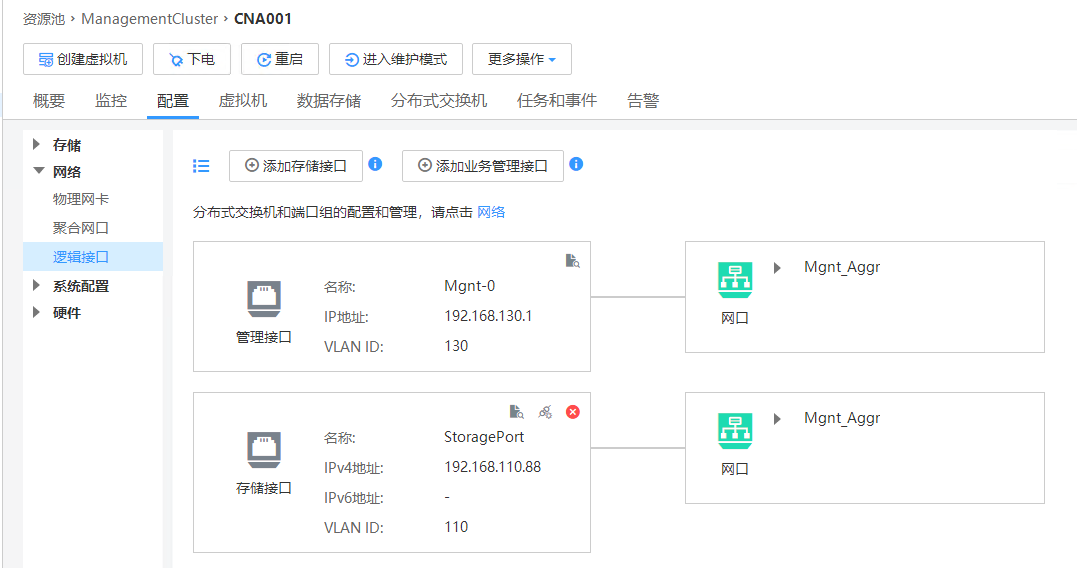 资源池 › ManagementCluster › CNA001
创建虚拟机 下电 重启 进入维护模式 更多操作
概要 监控 配置 虚拟机 数据存储 分布式交换机 任务和事件 告警
存储
网络
物理网卡
聚合网口
逻辑接口
系统配置
硬件
添加存储接口 添加业务管理接口
分布式交换机和端口组的配置和管理，请点击 网络
管理接口
名称: Mgnt-0
IP地址: 192.168.130.1
VLAN ID: 130
网口
Mgnt_Aggr
存储接口
名称: StoragePort
IPv4地址: 192.168.110.88
IPv6地址: -
VLAN ID: 110
网口
Mgnt_Aggr